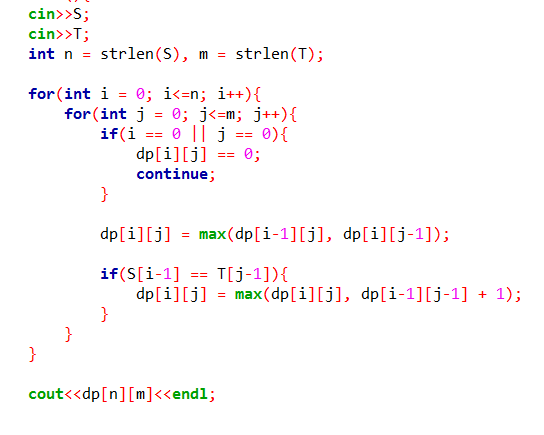 cin>>S;
cin>>T;
int n = strlen(S), m = strlen(T);
for(int i = 0; i<=n; i++){
for(int j = 0; j<=m; j++){
if(i == 0 || j == 0){
dp[i][j] == 0;
continue;
}
dp[i][j] = max(dp[i-1][j], dp[i][j-1]);
if(S[i-1] == T[j-1]){
dp[i][j] = max(dp[i][j], dp[i-1][j-1] + 1);
}
}
}
cout<<dp[n][m]<<endl;